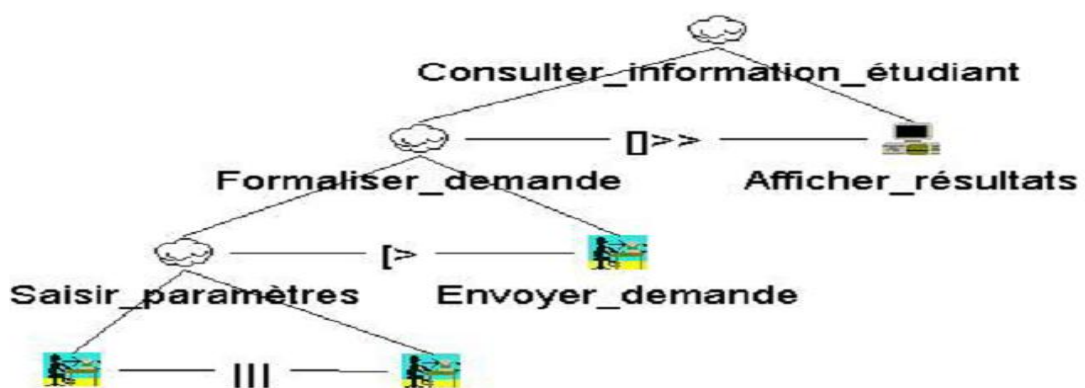 Consulter_information_étudiant
[]>>
Formaliser_demande Afficher_résultats
[>
Saisir_paramètres Envoyer_demande
|||